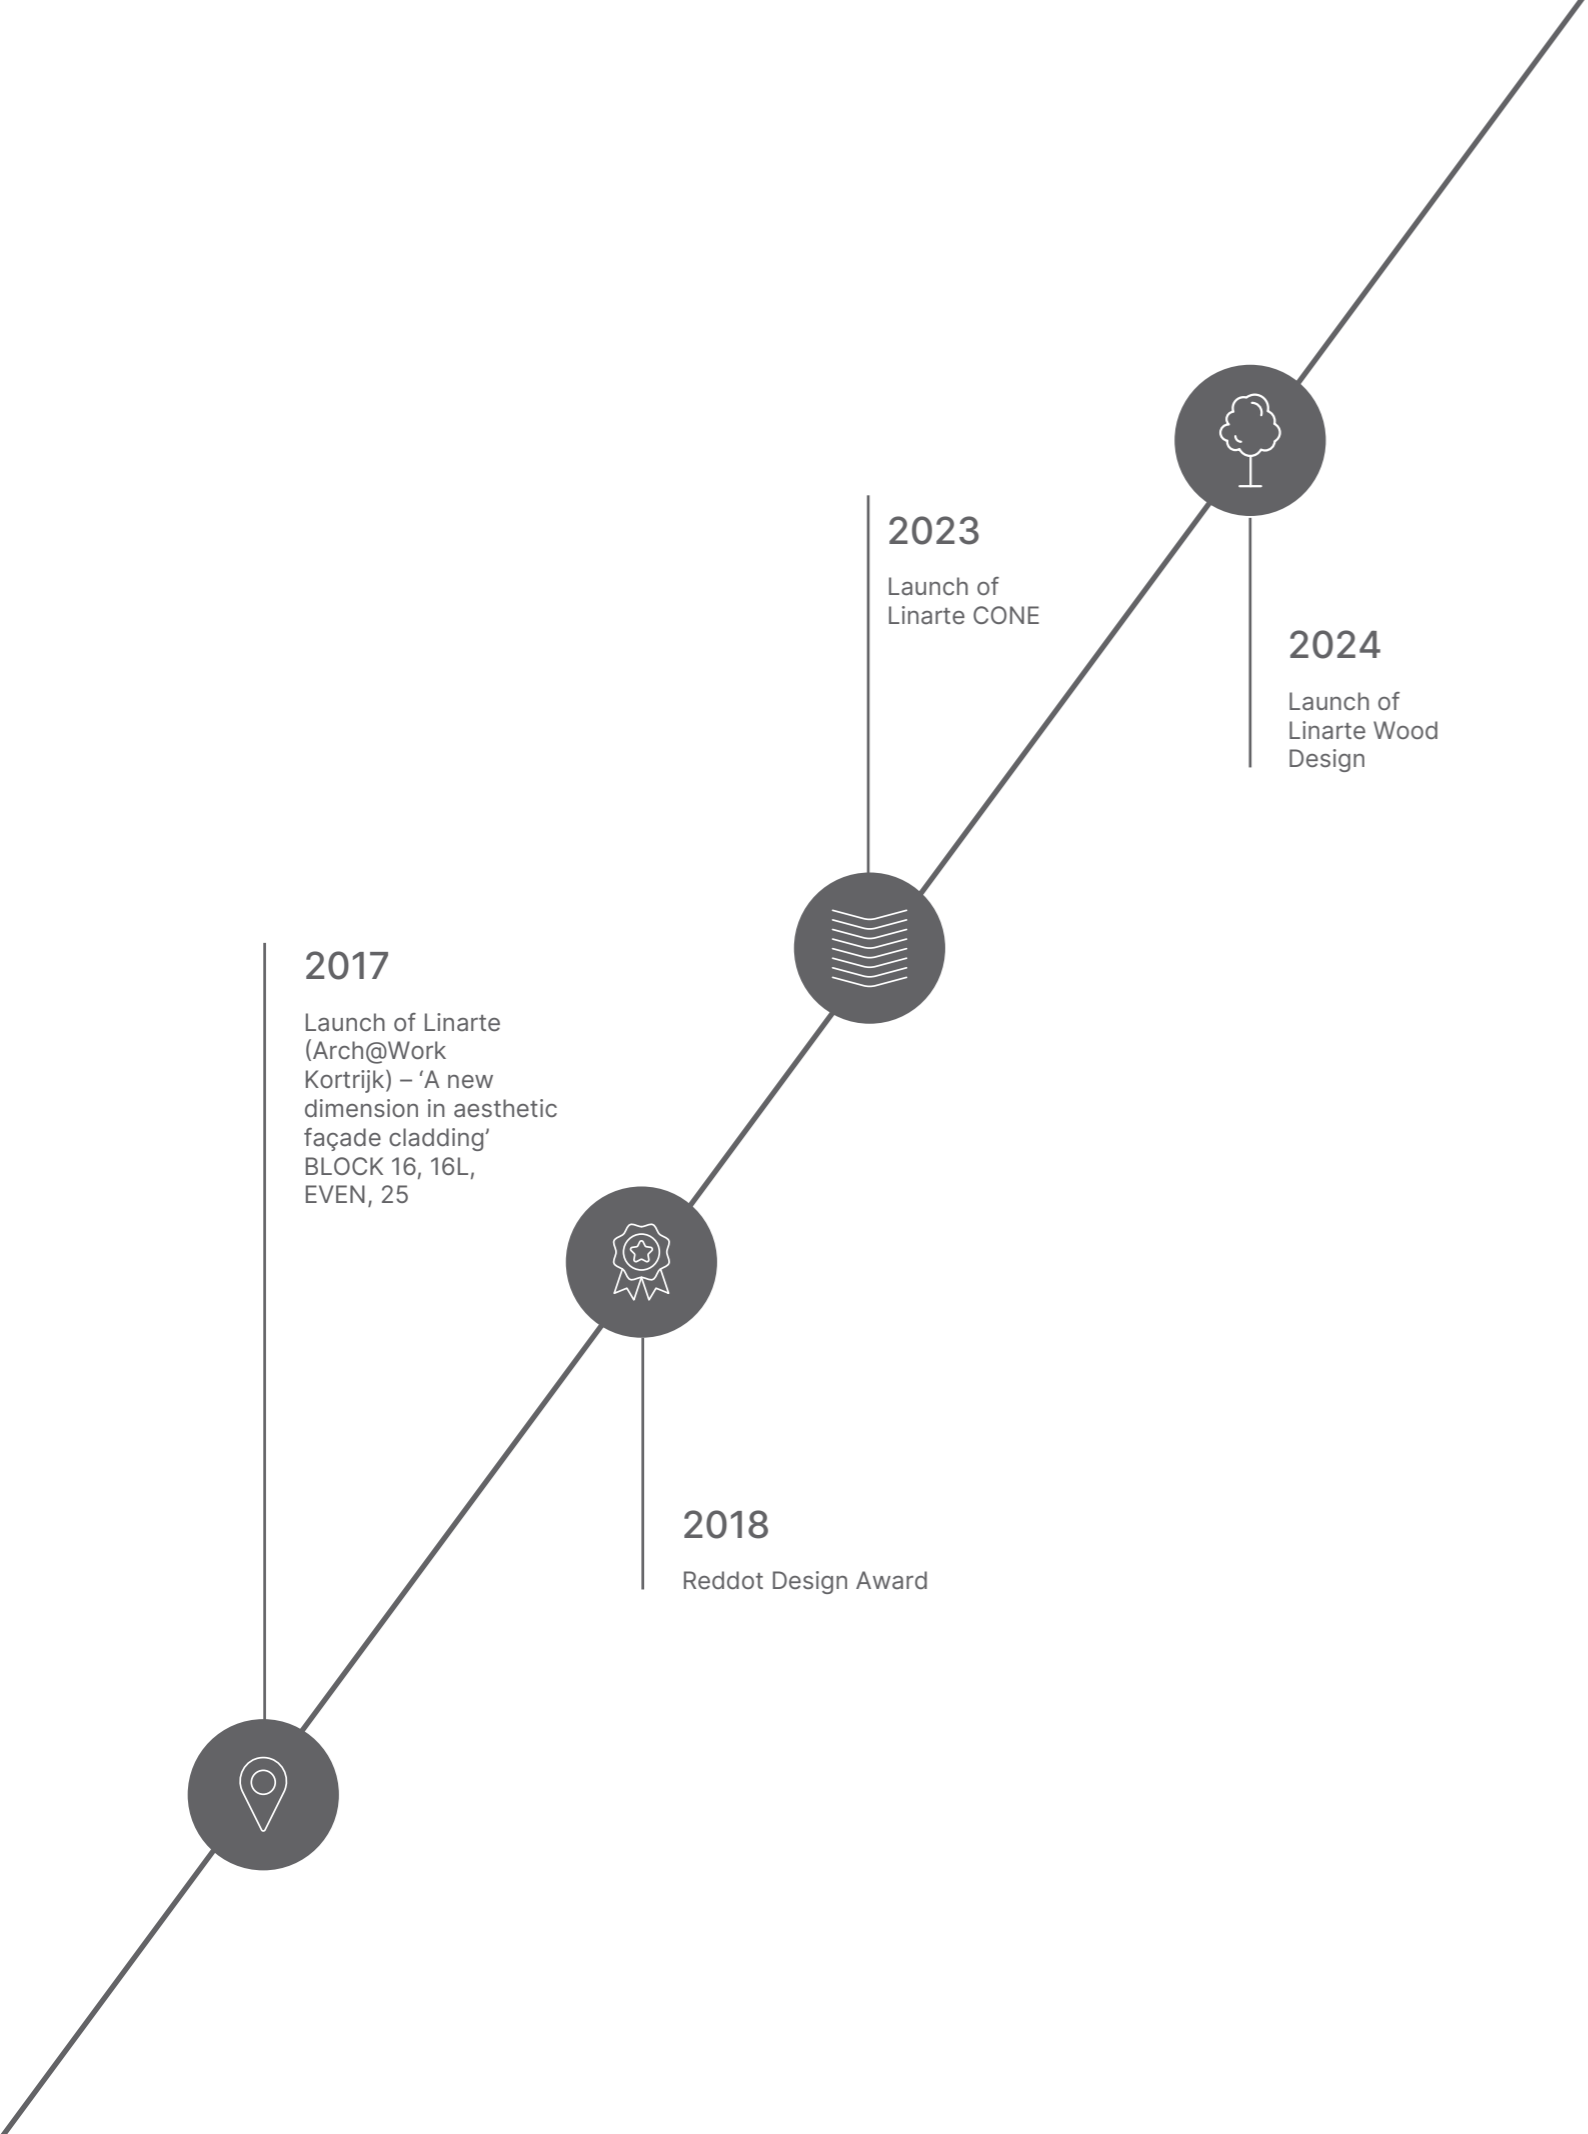 2023
Launch of
Linarte CONE
2024
Launch of
Linarte Wood
Design
2017
Launch of Linarte
(Arch@Work
Kortrijk) – ‘A new
dimension in aesthetic
façade cladding’
BLOCK 16, 16L,
EVEN, 25
2018
Reddot Design Award